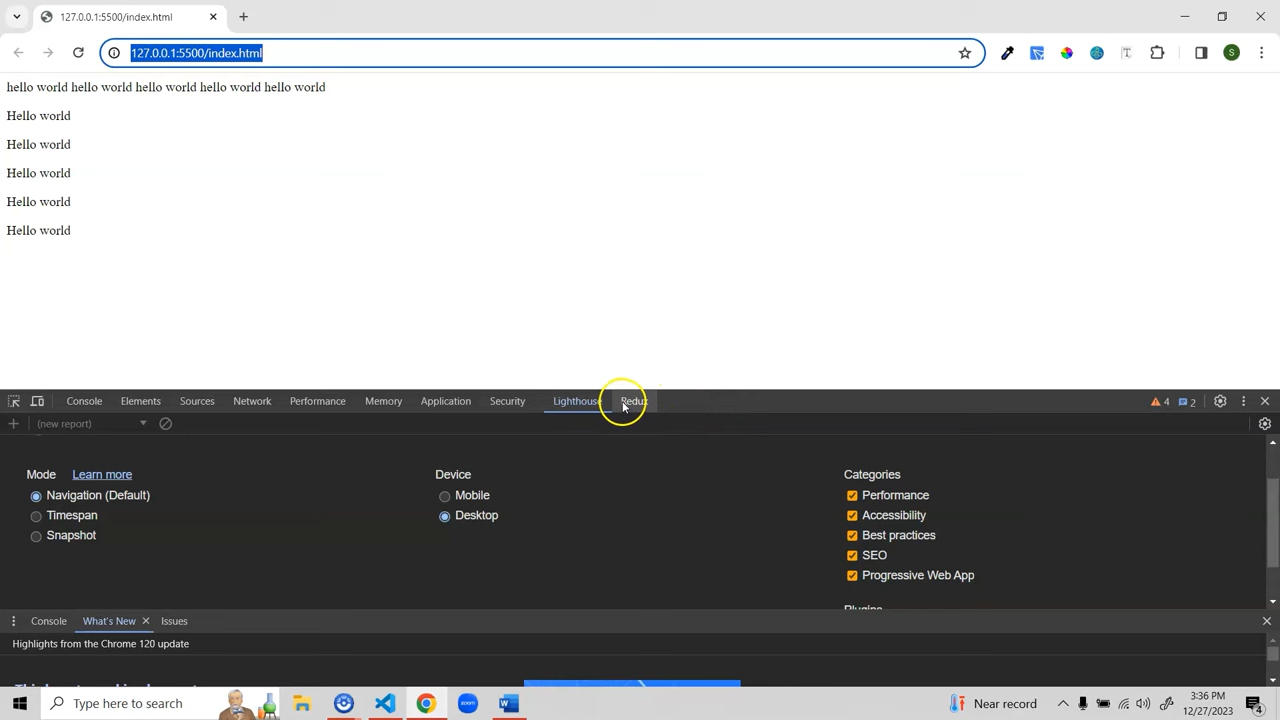 127.0.0.1:5500/index.html
127.0.0.1:5500/index.html
S
hello world hello world hello world hello world hello world
Hello world
Hello world
Hello world
Hello world
Hello world
Console Elements Sources Network Performance Memory Application Security Lighthouse Redux 4 2
(new report)
Mode Learn more Device Categories
Navigation (Default) Mobile Performance
Timespan Desktop Accessibility
Snapshot Best practices
SEO
Progressive Web App
Plugins
Console What's New Issues
Highlights from the Chrome 120 update
Type here to search zoom W Near record 3:36 PM
12/27/2023 4